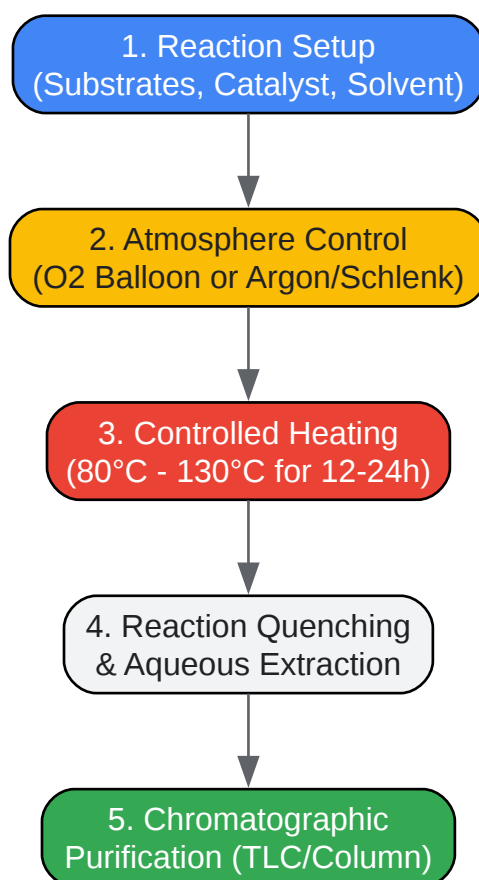 1. Reaction Setup
(Substrates, Catalyst, Solvent)
2. Atmosphere Control
(O2 Balloon or Argon/Schlenk)
3. Controlled Heating
(80°C - 130°C for 12-24h)
4. Reaction Quenching
& Aqueous Extraction
5. Chromatographic
Purification (TLC/Column)